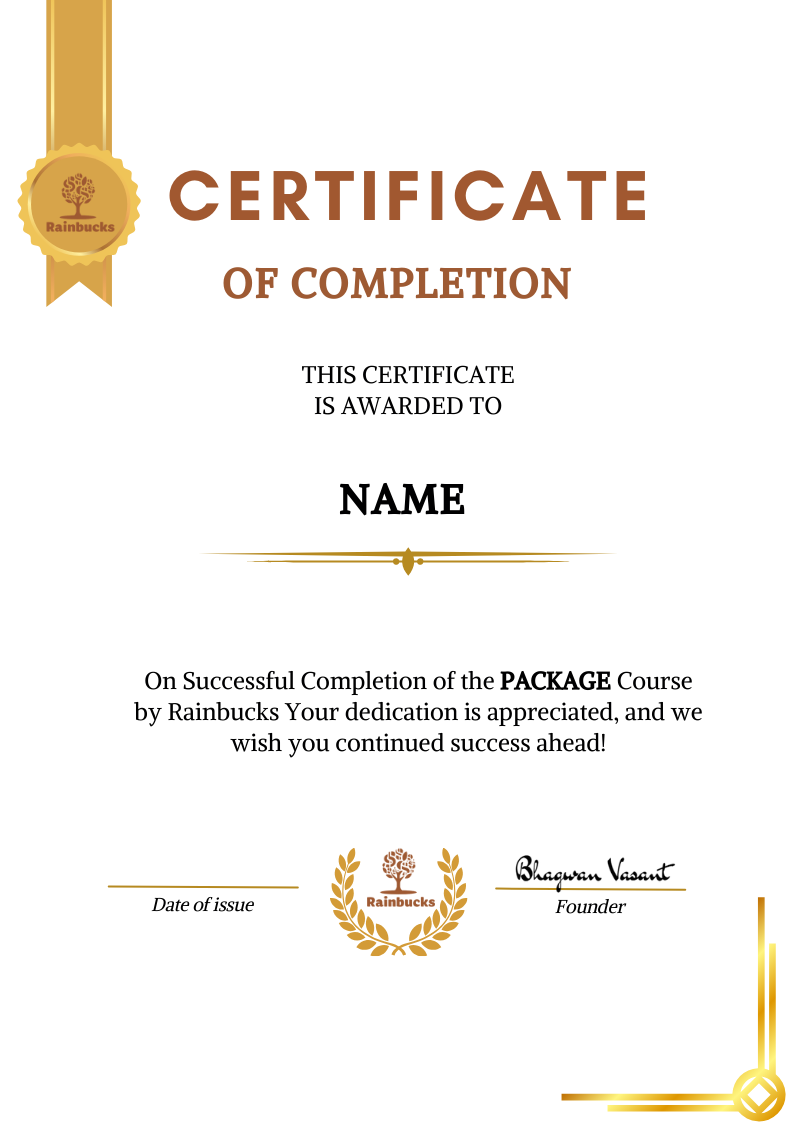 Rainbucks
CERTIFICATE
OF COMPLETION
THIS CERTIFICATE
IS AWARDED TO
NAME
On Successful Completion of the PACKAGE Course
by Rainbucks Your dedication is appreciated, and we
wish you continued success ahead!
Date of issue
Rainbucks
Bhagwan Vasant
Founder